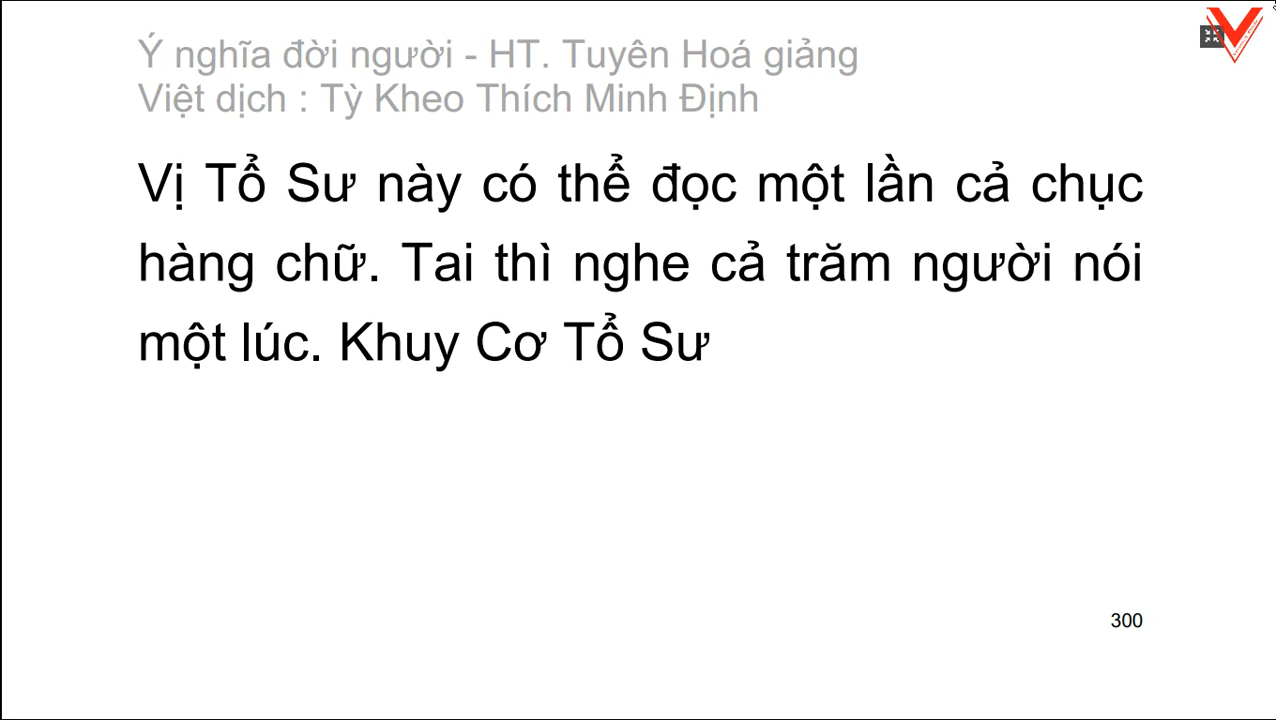 Ý nghĩa đời người - HT. Tuyên Hoá giảng
Việt dịch : Tỳ Kheo Thích Minh Định
Vị Tổ Sư này có thể đọc một lần cả chục
hàng chữ. Tai thì nghe cả trăm người nói
một lúc. Khuy Cơ Tổ Sư
300